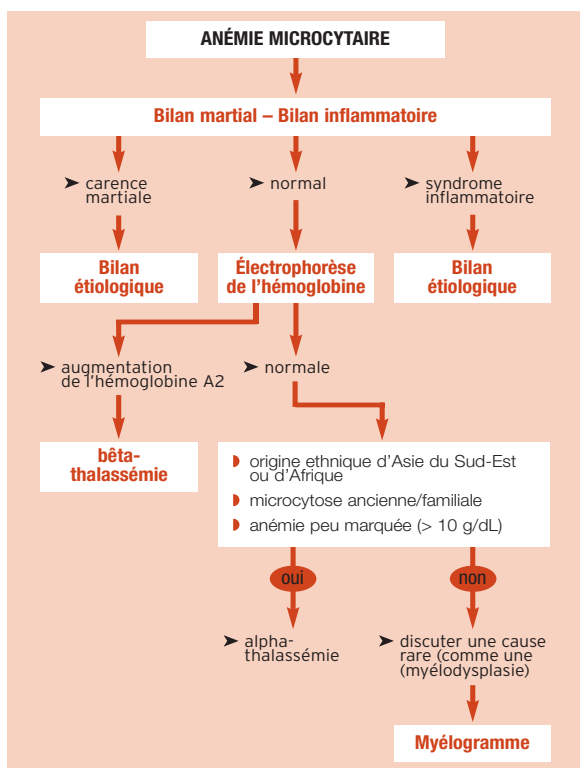 ANÉMIE MICROCYTAIRE
Bilan martial – Bilan inflammatoire
➤ carence
martiale
➤ normal
➤ syndrome
inflammatoire
Bilan
étiologique
Électrophorèse
de l’hémoglobine
Bilan
étiologique
➤ augmentation
de l’hémoglobine A2
➤ normale
bêta-
thalassémie
origine ethnique d’Asie du Sud-Est
ou d’Afrique
microcytose ancienne/familiale
anémie peu marquée (> 10 g/dL)
oui
non
➤ alpha-
thalassémie
➤ discuter une cause
rare (comme une
(myélodysplasie)
Myélogramme